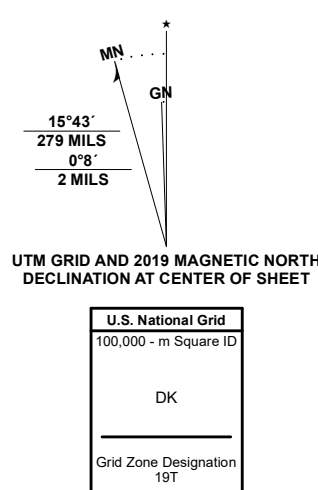 ★
MN
GN
15°43´
279 MILS
0°8´
2 MILS
UTM GRID AND 2019 MAGNETIC NORTH
DECLINATION AT CENTER OF SHEET
U.S. National Grid
100,000 - m Square ID
DK
Grid Zone Designation
19T